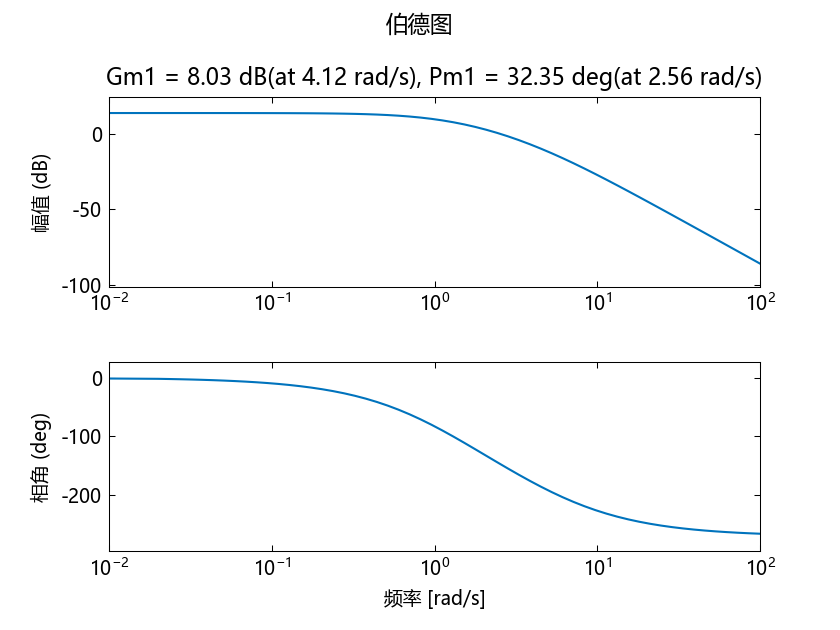 伯德图
Gm1 = 8.03 dB(at 4.12 rad/s), Pm1 = 32.35 deg(at 2.56 rad/s)
幅值 (dB)
0
-50
-100
10⁻² 10⁻¹ 10⁰ 10¹ 10²
相角 (deg)
0
-100
-200
10⁻² 10⁻¹ 10⁰ 10¹ 10²
频率 [rad/s]